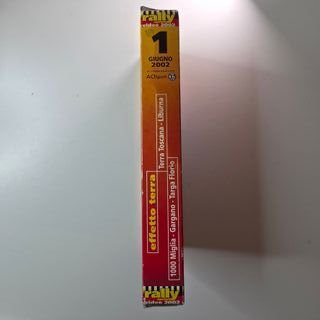 rally
video 2002
1
GIUGNO
2002
ACIsport
effetto terra
Terra Toscana - Liburna
1000 Miglia - Gargano - Targa Florio
rally
video 2002